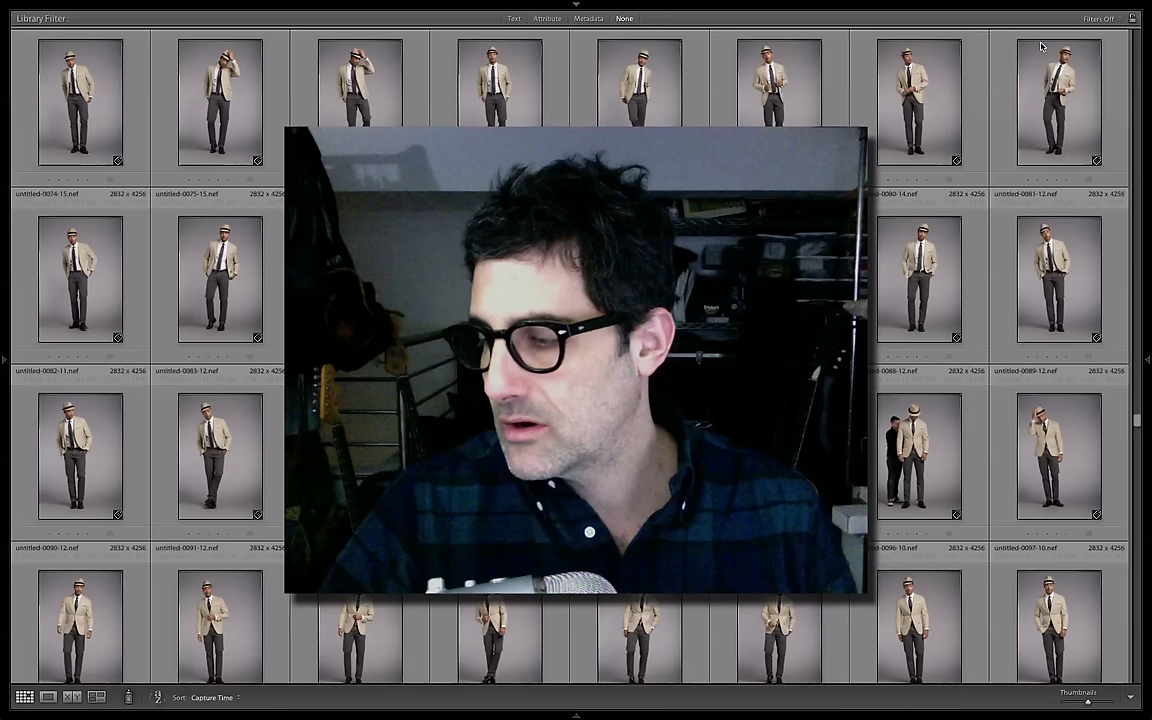 Library Filter: Text Attribute Metadata None Filters Off
untitled-0074-15.nef 2832 x 4256 untitled-0075-15.nef 2832 x 4256 untitled-0080-14.nef 2832 x 4256 untitled-0081-12.nef 2832 x 4256
untitled-0082-11.nef 2832 x 4256 untitled-0083-12.nef 2832 x 4256 untitled-0088-12.nef 2832 x 4256 untitled-0089-12.nef 2832 x 4256
untitled-0090-12.nef 2832 x 4256 untitled-0091-12.nef 2832 x 4256 untitled-0096-10.nef 2832 x 4256 untitled-0097-10.nef 2832 x 4256
Sort: Capture Time Thumbnails